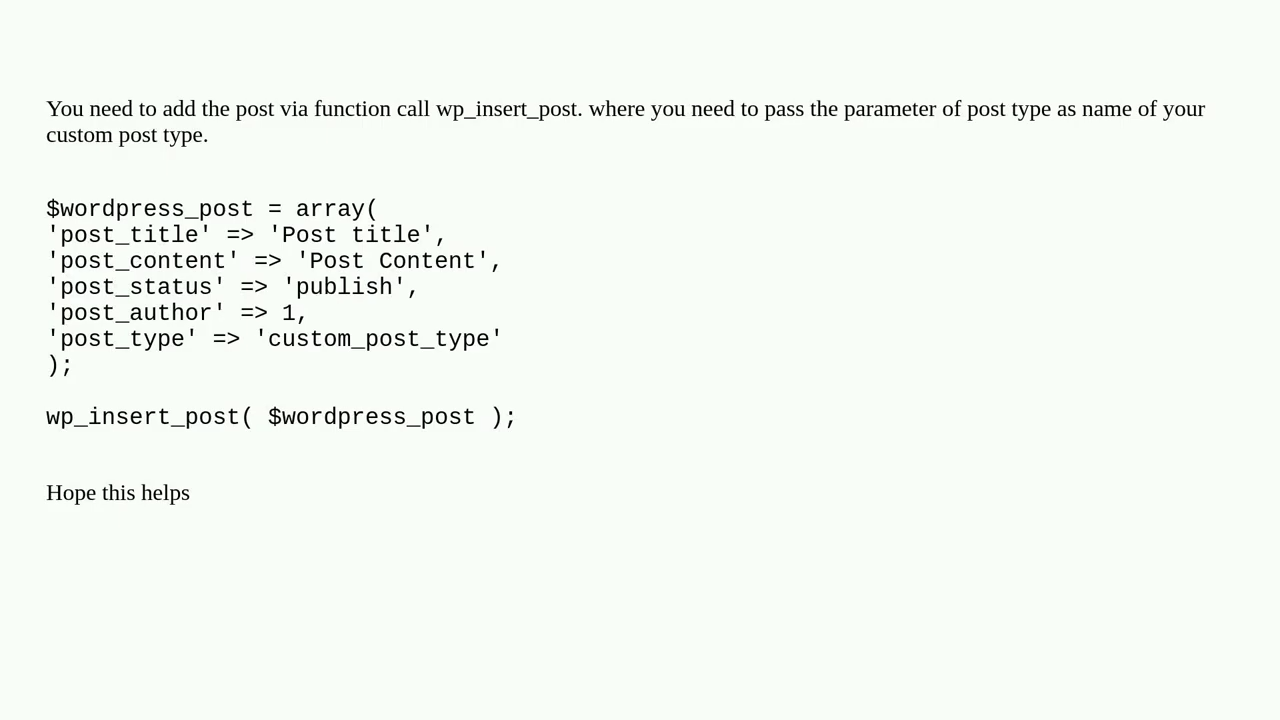 You need to add the post via function call wp_insert_post. where you need to pass the parameter of post type as name of your
custom post type.
$wordpress_post = array(
'post_title' => 'Post title',
'post_content' => 'Post Content',
'post_status' => 'publish',
'post_author' => 1,
'post_type' => 'custom_post_type'
);
wp_insert_post( $wordpress_post );
Hope this helps